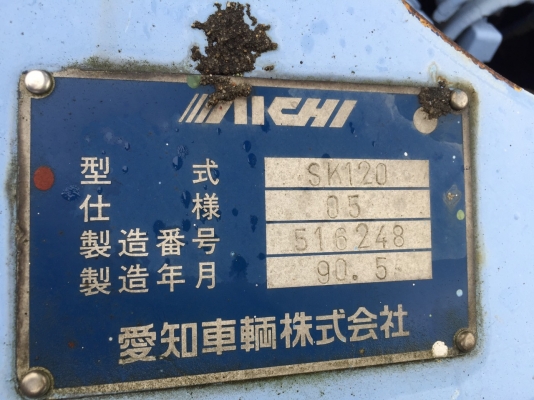 AICHI
型式 SK120
仕様 05
製造番号 516248
製造年月 90.5
愛知車輌株式会社